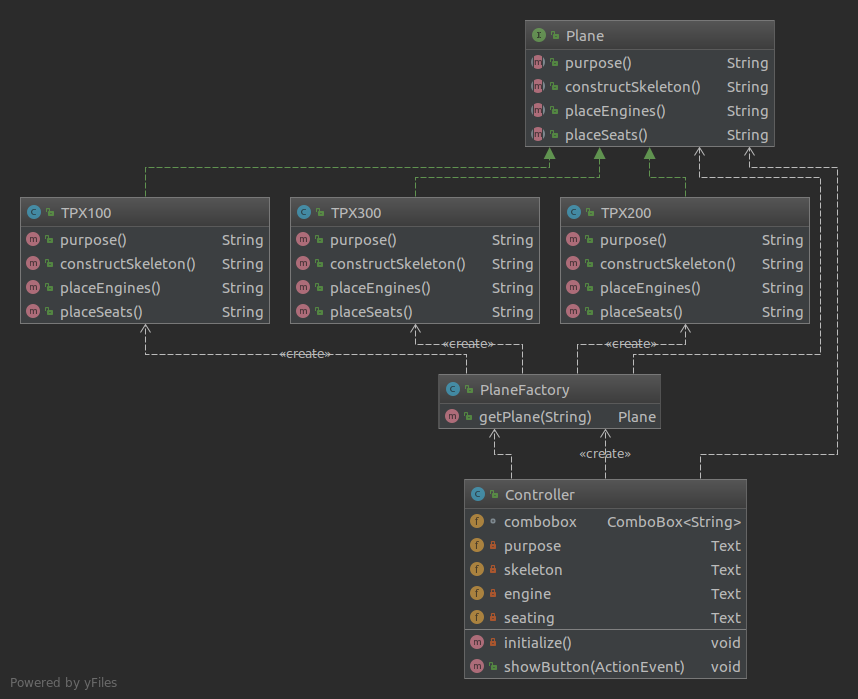 Plane
purpose() String
constructSkeleton() String
placeEngines() String
placeSeats() String
TPX100
purpose() String
constructSkeleton() String
placeEngines() String
placeSeats() String
TPX300
purpose() String
constructSkeleton() String
placeEngines() String
placeSeats() String
TPX200
purpose() String
constructSkeleton() String
placeEngines() String
placeSeats() String
«create»
«create»
«create»
PlaneFactory
getPlane(String) Plane
«create»
Controller
combobox ComboBox<String>
purpose Text
skeleton Text
engine Text
seating Text
initialize() void
showButton(ActionEvent) void
Powered by yFiles